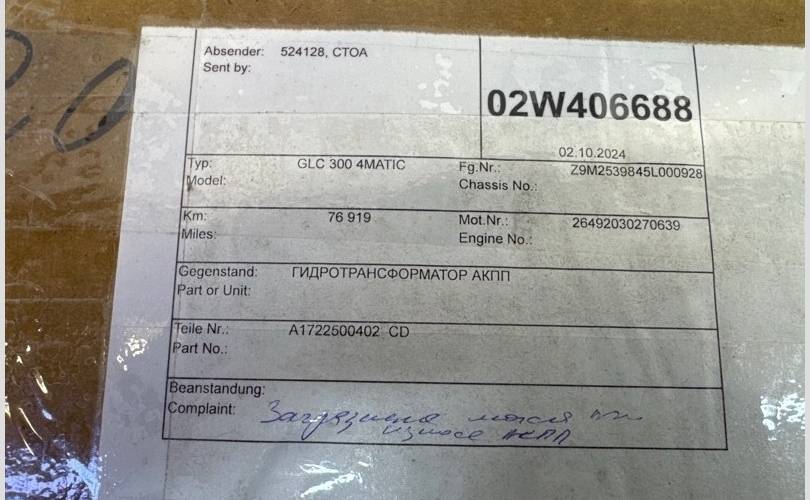 Absender: 524128, СТОА
Sent by:
02W406688
02.10.2024
Typ: GLC 300 4MATIC Fg.Nr.: Z9M2539845L000928
Model: Chassis No.:
Km: 76 919 Mot.Nr.: 26492030270639
Miles: Engine No.:
Gegenstand: ГИДРОТРАНСФОРМАТОР АКПП
Part or Unit:
Teile Nr.: A1722500402 CD
Part No.:
Beanstandung:
Complaint: Загрязнена
износе АКПП